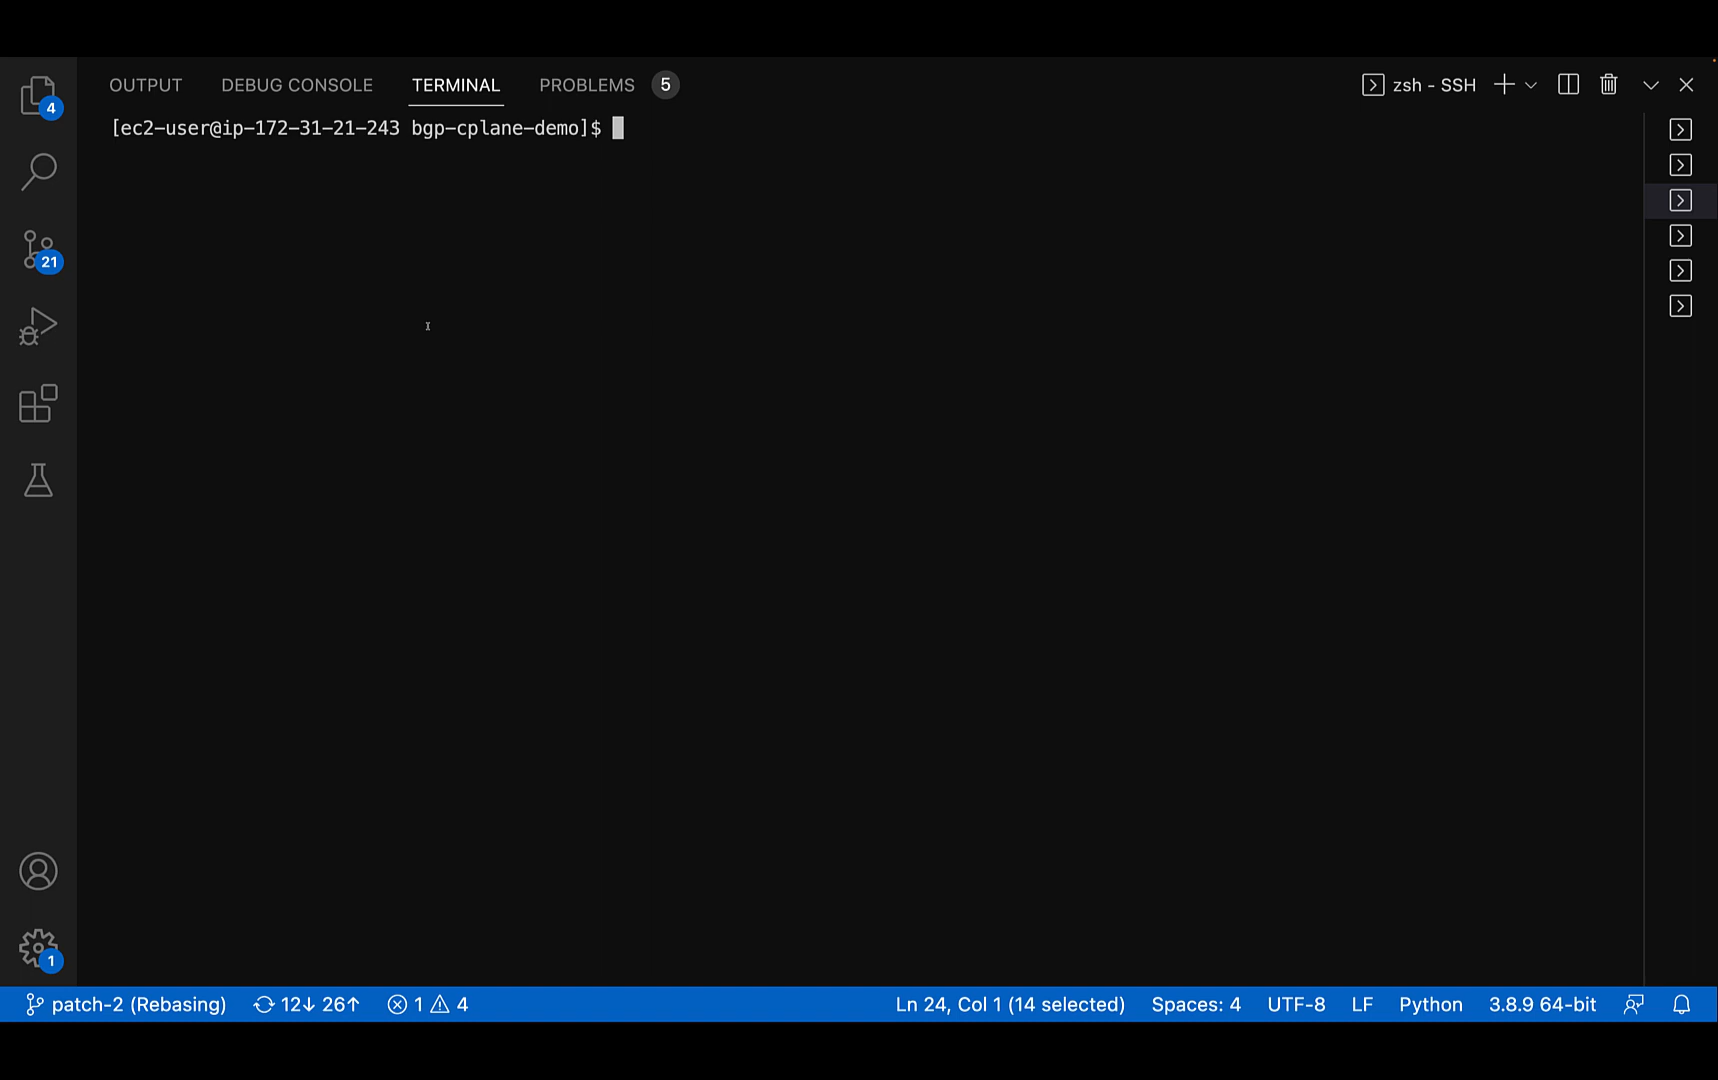 OUTPUT DEBUG CONSOLE TERMINAL PROBLEMS 5 zsh - SSH
[ec2-user@ip-172-31-21-243 bgp-cplane-demo]$
4
21
1
patch-2 (Rebasing) 12↓ 26↑ 1 4 Ln 24, Col 1 (14 selected) Spaces: 4 UTF-8 LF Python 3.8.9 64-bit